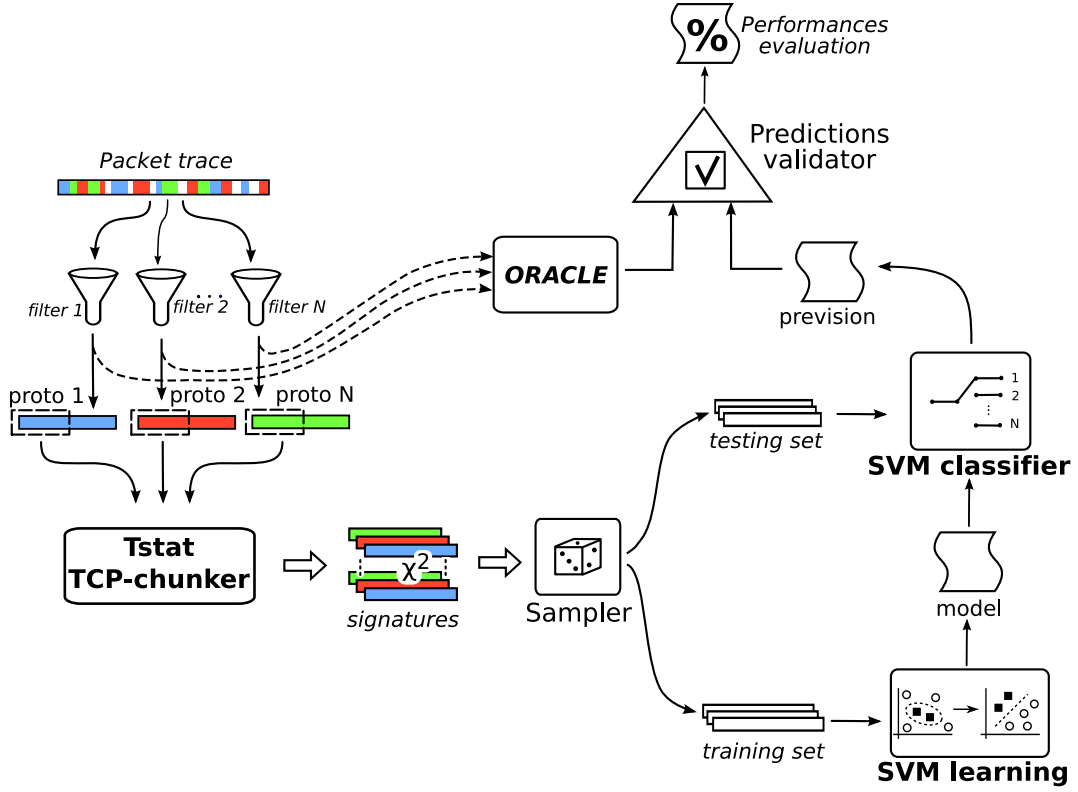 %
Performances
evaluation
Predictions
validator
Packet trace
ORACLE
filter 1
filter 2
...
filter N
prevision
proto 1
proto 2
proto N
1
2
...
N
testing set
SVM classifier
Tstat
TCP-chunker
χ2
signatures
Sampler
model
training set
SVM learning